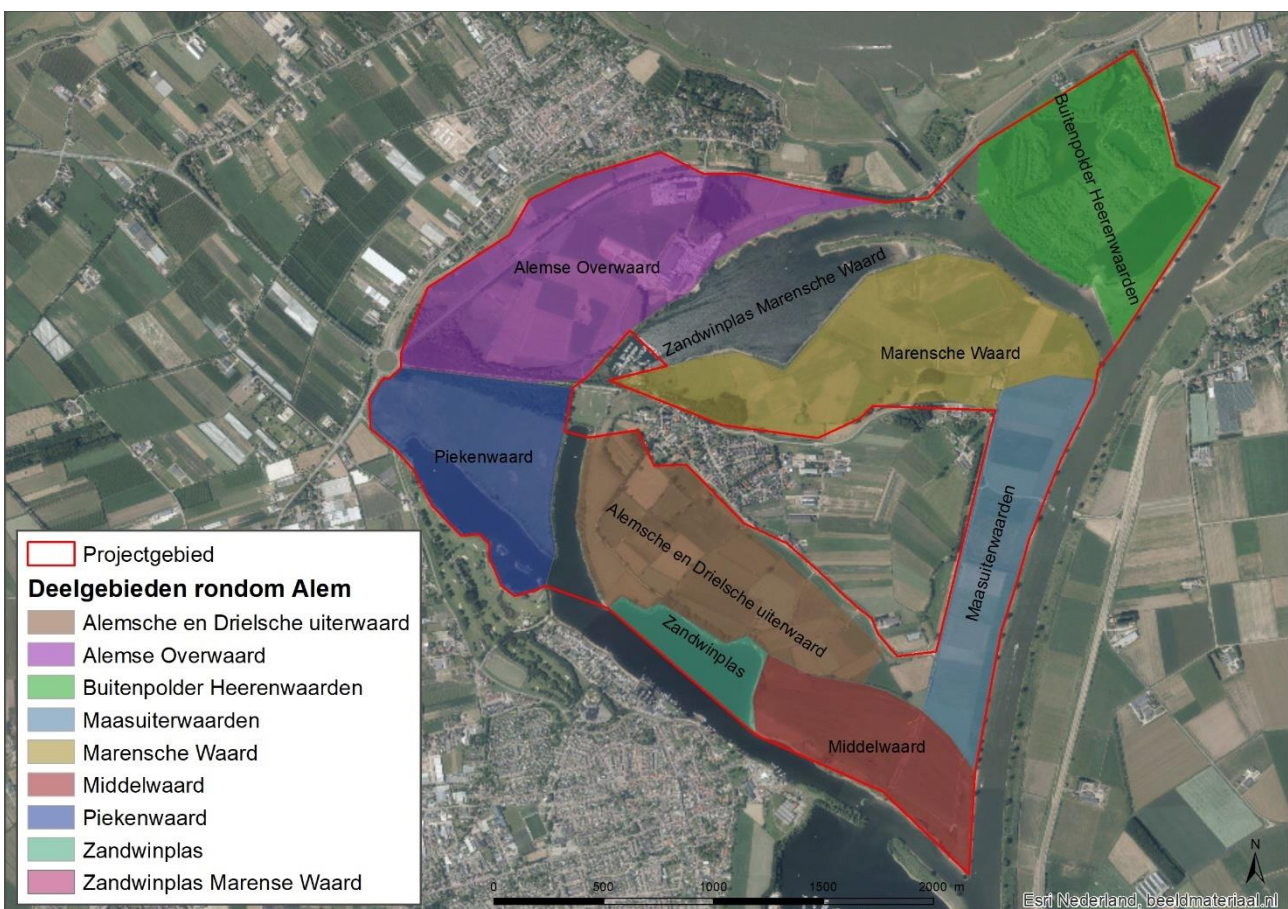 Buitenpolder Heerenwaarden
Alemse Overwaard
Zandwinplas Marensche Waard
Marensche Waard
Piekenwaard
Alemsche en Drielsche uiterwaard
Maasuiterwaarden
Zandwinplas
Middelwaard
Projectgebied
Deelgebieden rondom Alem
Alemsche en Drielsche uiterwaard
Alemse Overwaard
Buitenpolder Heerenwaarden
Maasuiterwaarden
Marensche Waard
Middelwaard
Piekenwaard
Zandwinplas
Zandwinplas Marense Waard
0 500 1000 1500 2000 m
N
Esri Nederland, beeldmateriaal.nl